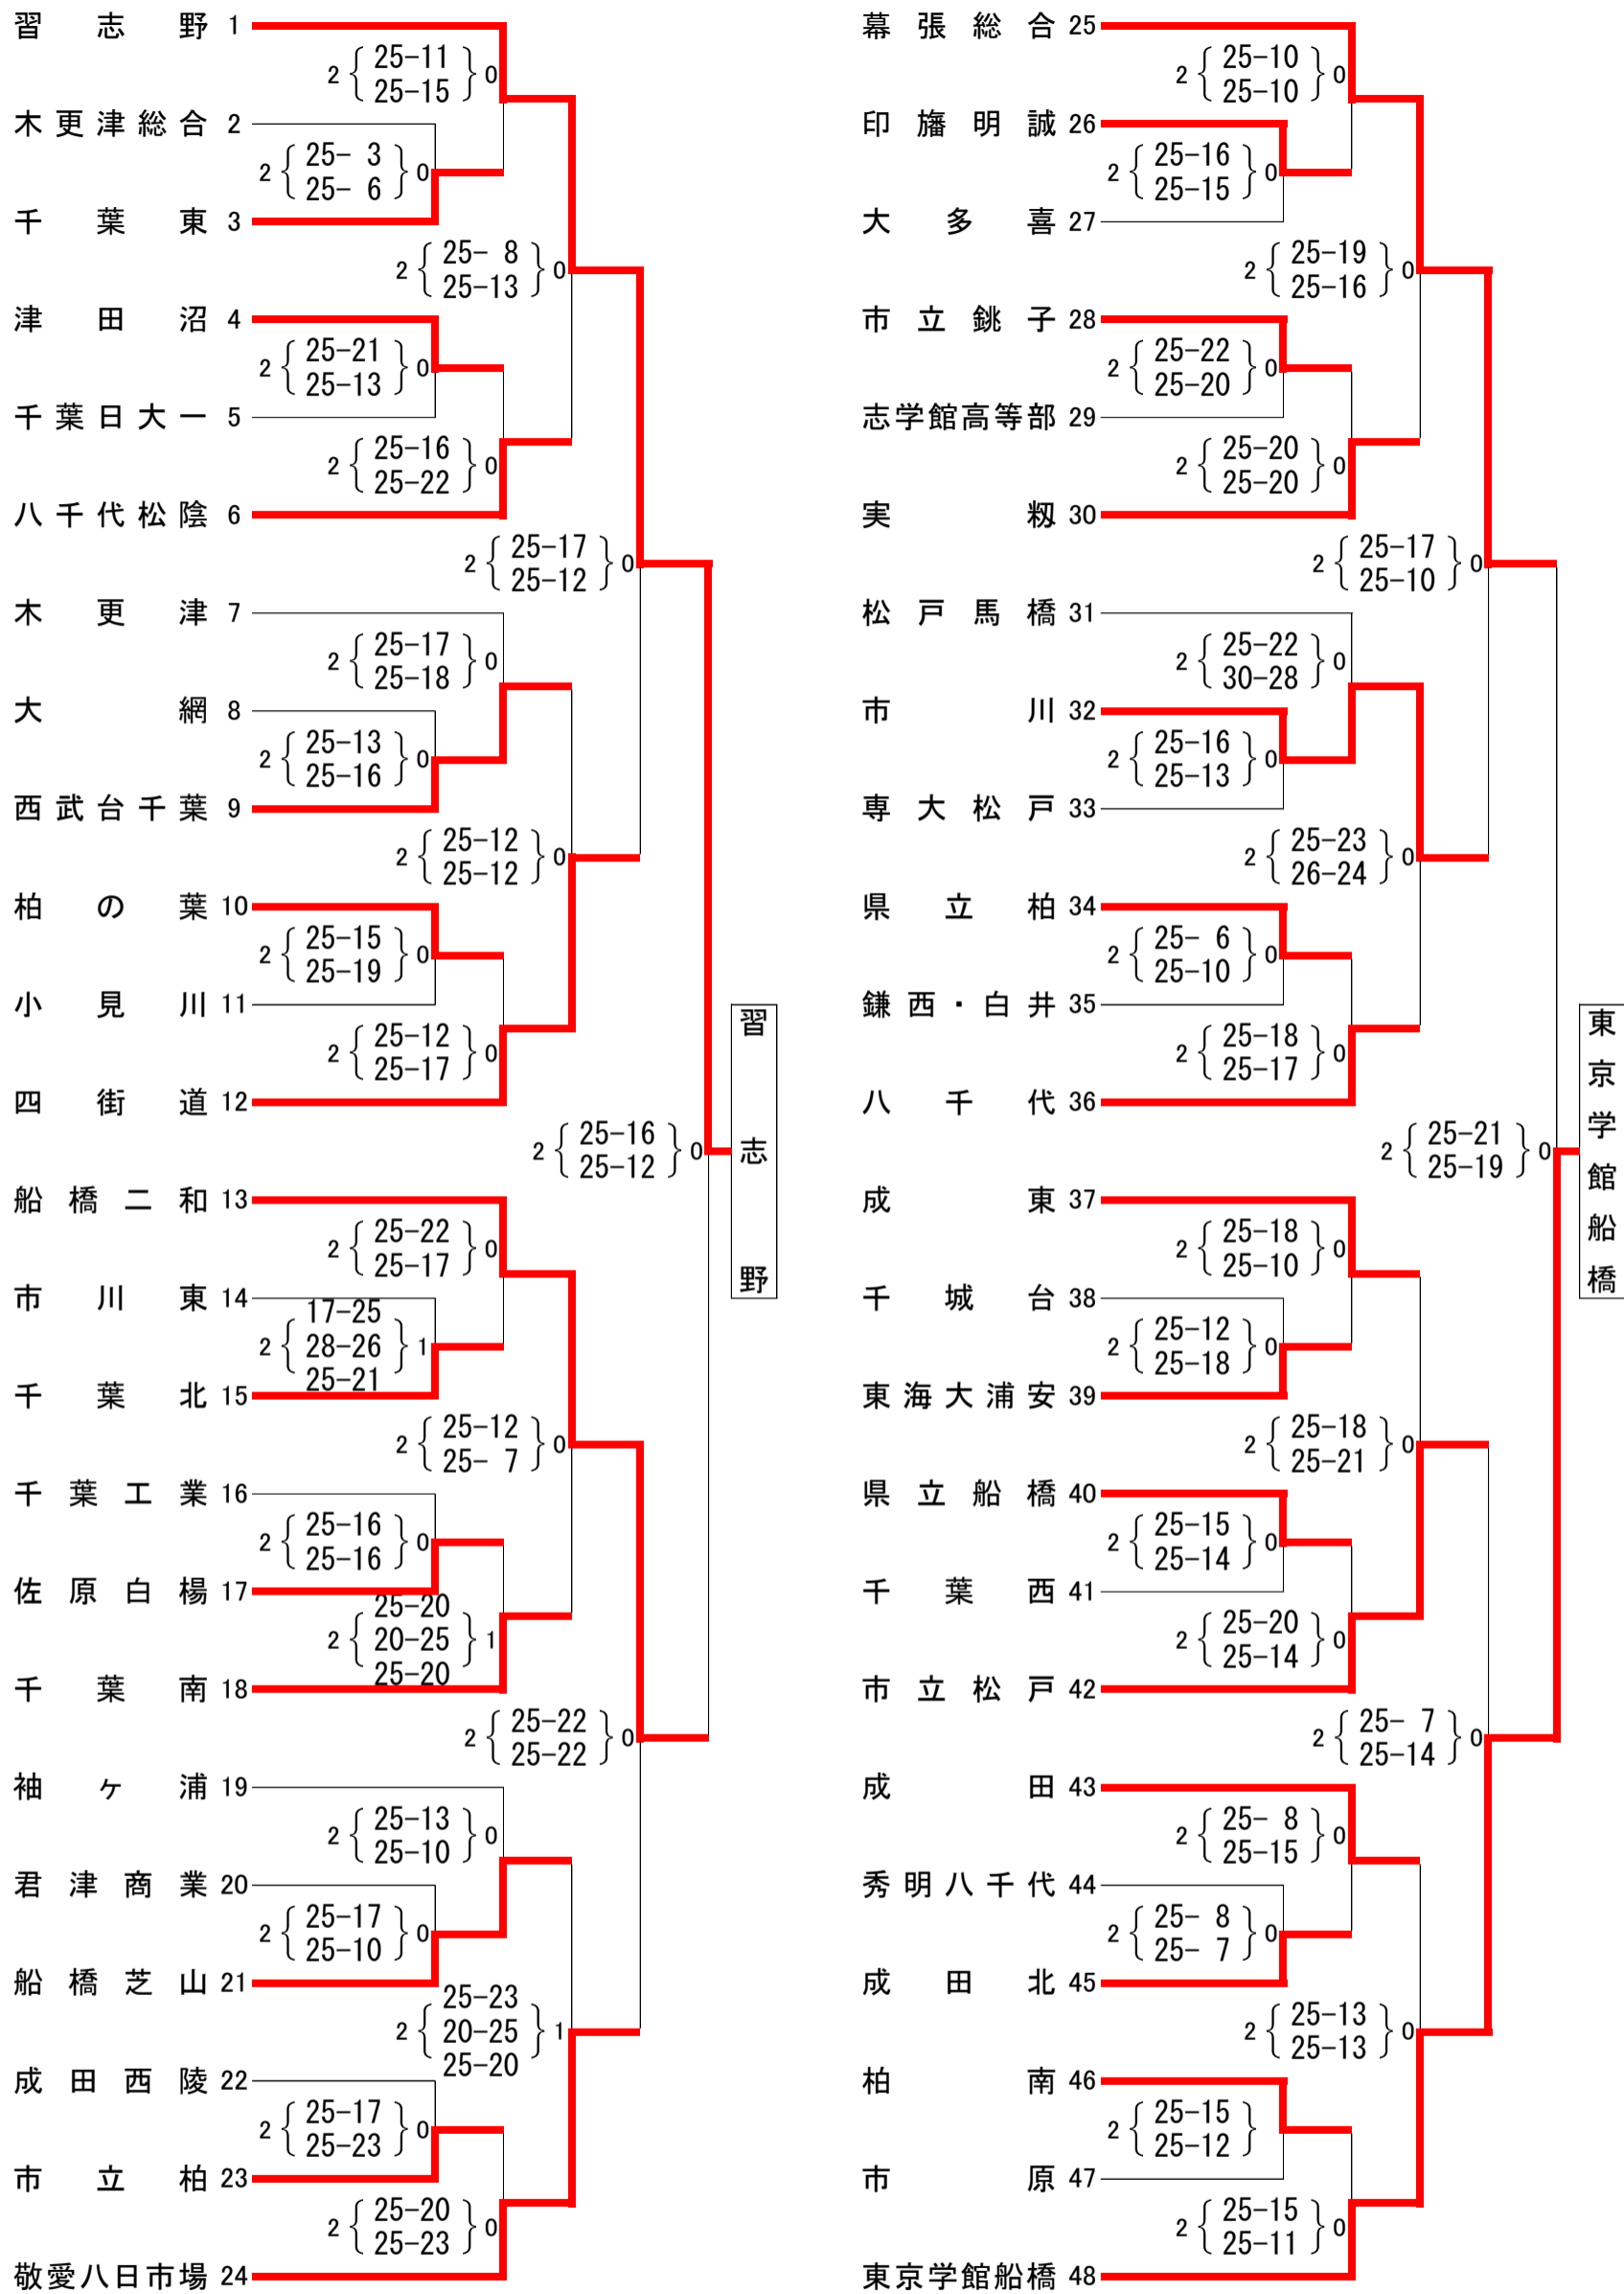 習志野 1
2 { 25-11 } 0
25-15
木更津総合 2
2 { 25- 3 } 0
25- 6
千葉東 3
2 { 25- 8 } 0
25-13
津田沼 4
2 { 25-21 } 0
25-13
千葉日大一 5
2 { 25-16 } 0
25-22
八千代松陰 6
2 { 25-17 } 0
25-12
木更津 7
2 { 25-17 } 0
25-18
大網 8
2 { 25-13 } 0
25-16
西武台千葉 9
2 { 25-12 } 0
25-12
柏の葉 10
2 { 25-15 } 0
25-19
小見川 11
2 { 25-12 } 0
25-17
四街道 12
2 { 25-16 } 0
25-12
船橋二和 13
2 { 25-22 } 0
25-17
市川東 14
17-25
2 { 28-26 } 1
25-21
千葉北 15
2 { 25-12 } 0
25- 7
千葉工業 16
2 { 25-16 } 0
25-16
佐原白楊 17
25-20
2 { 20-25 } 1
25-20
千葉南 18
2 { 25-22 } 0
25-22
袖ヶ浦 19
2 { 25-13 } 0
25-10
君津商業 20
2 { 25-17 } 0
25-10
船橋芝山 21
25-23
2 { 20-25 } 1
25-20
成田西陵 22
2 { 25-17 } 0
25-23
市立柏 23
2 { 25-20 } 0
25-23
敬愛八日市場 24
習志野
幕張総合 25
2 { 25-10 } 0
25-10
印旛明誠 26
2 { 25-16 } 0
25-15
大多喜 27
2 { 25-19 } 0
25-16
市立銚子 28
2 { 25-22 } 0
25-20
志学館高等部 29
2 { 25-20 } 0
25-20
実籾 30
2 { 25-17 } 0
25-10
松戸馬橋 31
2 { 25-22 } 0
30-28
市川 32
2 { 25-16 } 0
25-13
専大松戸 33
2 { 25-23 } 0
26-24
県立柏 34
2 { 25- 6 } 0
25-10
鎌西・白井 35
2 { 25-18 } 0
25-17
八千代 36
2 { 25-21 } 0
25-19
成東 37
2 { 25-18 } 0
25-10
千城台 38
2 { 25-12 } 0
25-18
東海大浦安 39
2 { 25-18 } 0
25-21
県立船橋 40
2 { 25-15 } 0
25-14
千葉西 41
2 { 25-20 } 0
25-14
市立松戸 42
2 { 25- 7 } 0
25-14
成田 43
2 { 25- 8 } 0
25-15
秀明八千代 44
2 { 25- 8 } 0
25- 7
成田北 45
2 { 25-13 } 0
25-13
柏南 46
2 { 25-15 }
25-12
市原 47
2 { 25-15 } 0
25-11
東京学館船橋 48
東京学館船橋